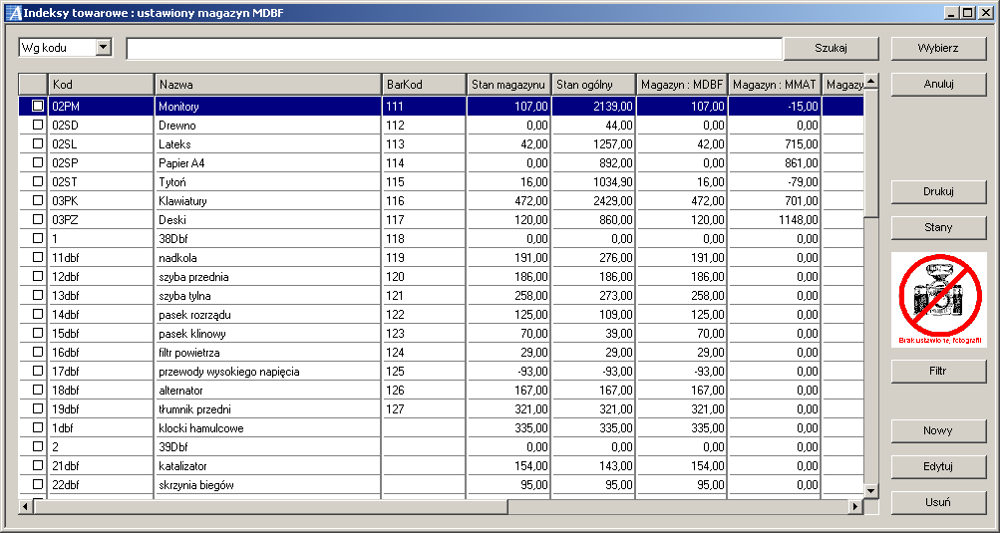 Indeksy towarowe : ustawiony magazyn MDBF
Wg kodu Szukaj Wybierz
Kod Nazwa BarKod Stan magazynu Stan ogólny Magazyn : MDBF Magazyn : MMAT Magazy
Anuluj
02PM Monitory 111 107,00 2139,00 107,00 -15,00
02SD Drewno 112 0,00 44,00 0,00 0,00
02SL Lateks 113 42,00 1257,00 42,00 715,00
02SP Papier A4 114 0,00 892,00 0,00 861,00
02ST Tytoń 115 16,00 1034,90 16,00 -79,00
Drukuj
03PK Klawiatury 116 472,00 2429,00 472,00 701,00
03PZ Deski 117 120,00 860,00 120,00 1148,00
Stany
1 38Dbf 118 0,00 0,00 0,00 0,00
11dbf nadkola 119 191,00 276,00 191,00 0,00
12dbf szyba przednia 120 186,00 186,00 186,00 0,00
13dbf szyba tylna 121 258,00 273,00 258,00 0,00
14dbf pasek rozrządu 122 125,00 109,00 125,00 0,00
15dbf pasek klinowy 123 70,00 39,00 70,00 0,00
Brak ustawionej fotografii
16dbf filtr powietrza 124 29,00 29,00 29,00 0,00
17dbf przewody wysokiego napięcia 125 -93,00 -93,00 -93,00 0,00
Filtr
18dbf alternator 126 167,00 167,00 167,00 0,00
19dbf tłumnik przedni 127 321,00 321,00 321,00 0,00
1dbf klocki hamulcowe 335,00 335,00 335,00 0,00
Nowy
2 39Dbf 0,00 0,00 0,00 0,00
21dbf katalizator 154,00 143,00 154,00 0,00
Edytuj
22dbf skrzynia biegów 95,00 95,00 95,00 0,00
Usuń